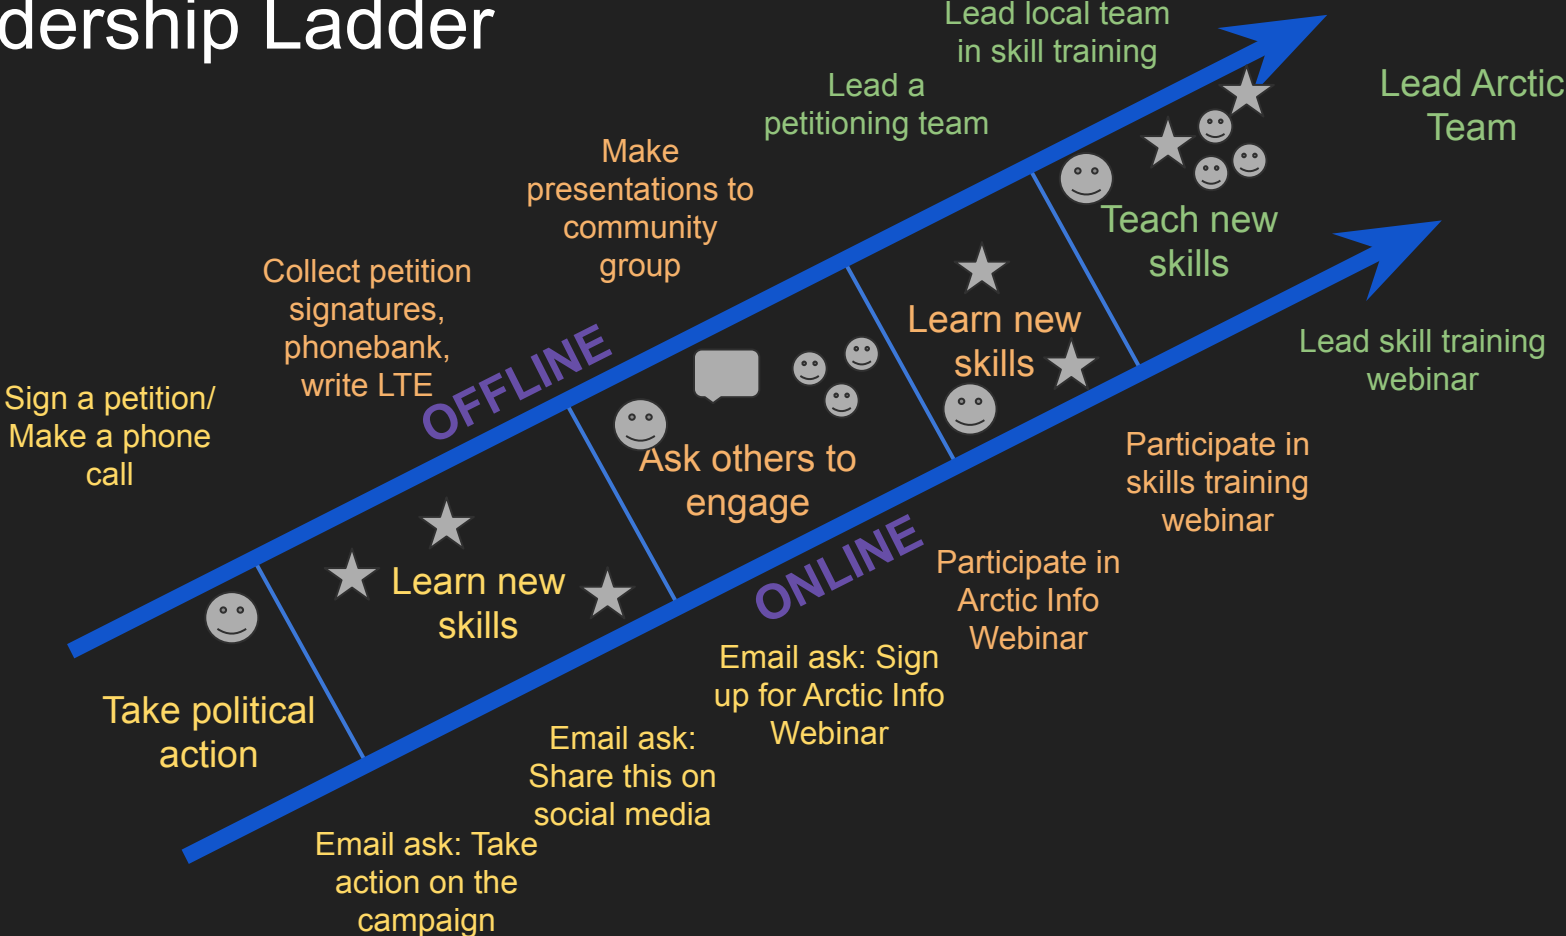 dership Ladder
Lead local team
in skill training
Lead a
petitioning team
Lead Arctic
Team
Make
presentations to
community
group
Collect petition
signatures,
phonebank,
write LTE
Sign a petition/
Make a phone
call
OFFLINE
Teach new
skills
Learn new
skills
Ask others to
engage
Learn new
skills
Take political
action
ONLINE
Lead skill training
webinar
Participate in
skills training
webinar
Participate in
Arctic Info
Webinar
Email ask: Sign
up for Arctic Info
Webinar
Email ask:
Share this on
social media
Email ask: Take
action on the
campaign